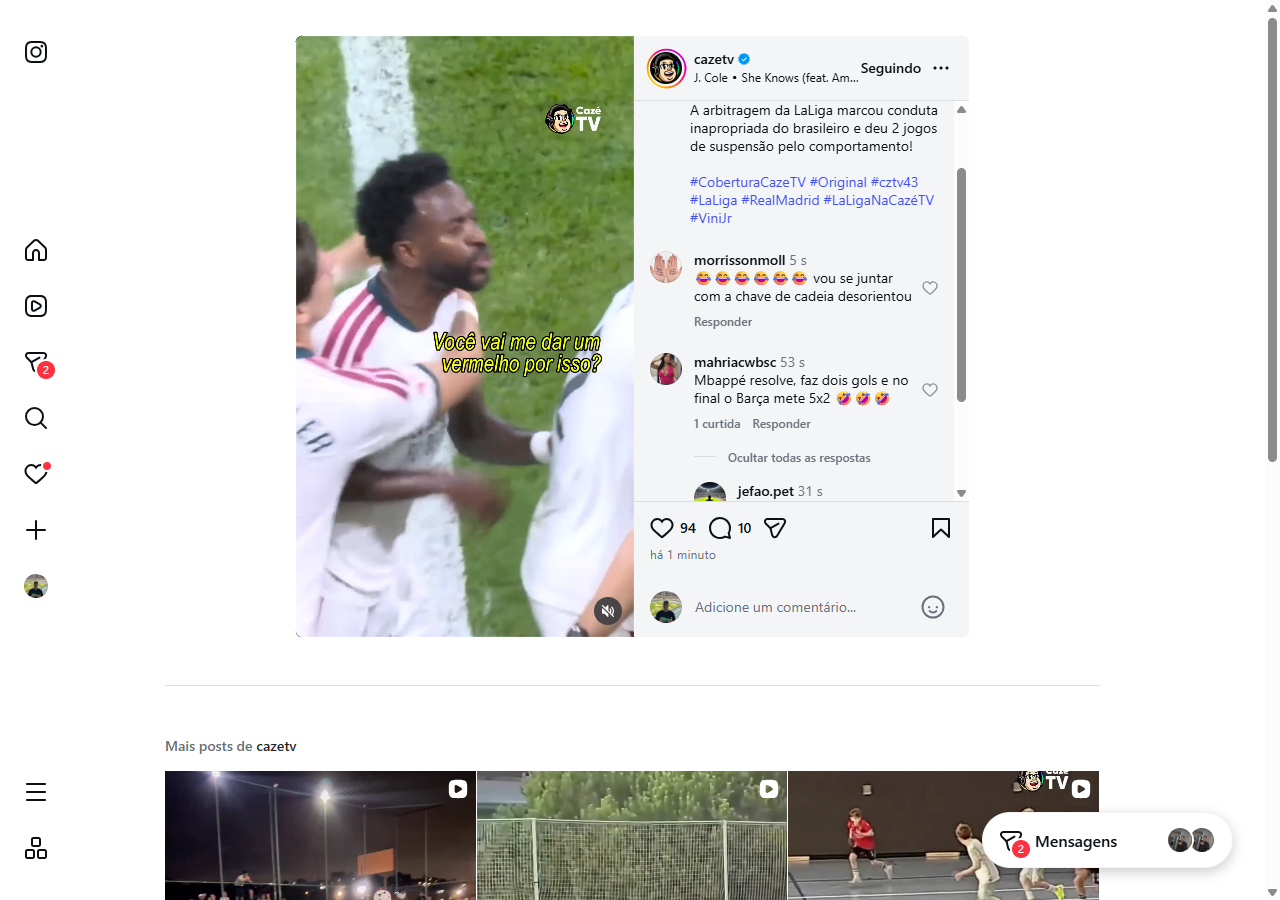 Cazé
TV
Você vai me dar um
vermelho por isso?
cazetv
J. Cole • She Knows (feat. Am...
Seguindo
A arbitragem da LaLiga marcou conduta
inapropriada do brasileiro e deu 2 jogos
de suspensão pelo comportamento!
#CoberturaCazeTV #Original #cztv43
#LaLiga #RealMadrid #LaLigaNaCazéTV
#ViniJr
morrissonmoll 5 s
😂😂😂😂😂😂 vou se juntar
com a chave de cadeia desorientou
Responder
mahriacwbsc 53 s
Mbappé resolve, faz dois gols e no
final o Barça mete 5x2 🤣🤣🤣
1 curtida Responder
Ocultar todas as respostas
jefao.pet 31 s
94 10
há 1 minuto
Adicione um comentário...
2
Mais posts de cazetv
TV
2
Mensagens